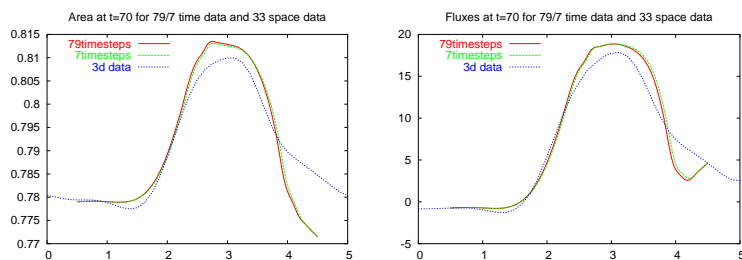 Area at t=70 for 79/7 time data and 33 space data
79timesteps
7timesteps
3d data
0.815
0.81
0.805
0.8
0.795
0.79
0.785
0.78
0.775
0.77
0 1 2 3 4 5
Fluxes at t=70 for 79/7 time data and 33 space data
79timesteps
7timesteps
3d data
20
15
10
5
0
-5
0 1 2 3 4 5